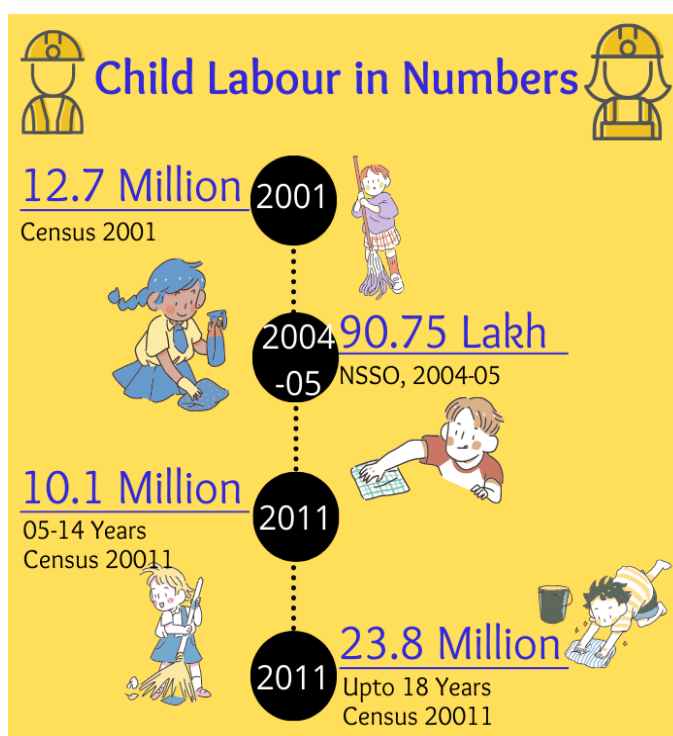 Child Labour in Numbers
12.7 Million
2001
Census 2001
2004
-05
90.75 Lakh
NSSO, 2004-05
10.1 Million
2011
05-14 Years
Census 20011
2011
23.8 Million
Upto 18 Years
Census 20011